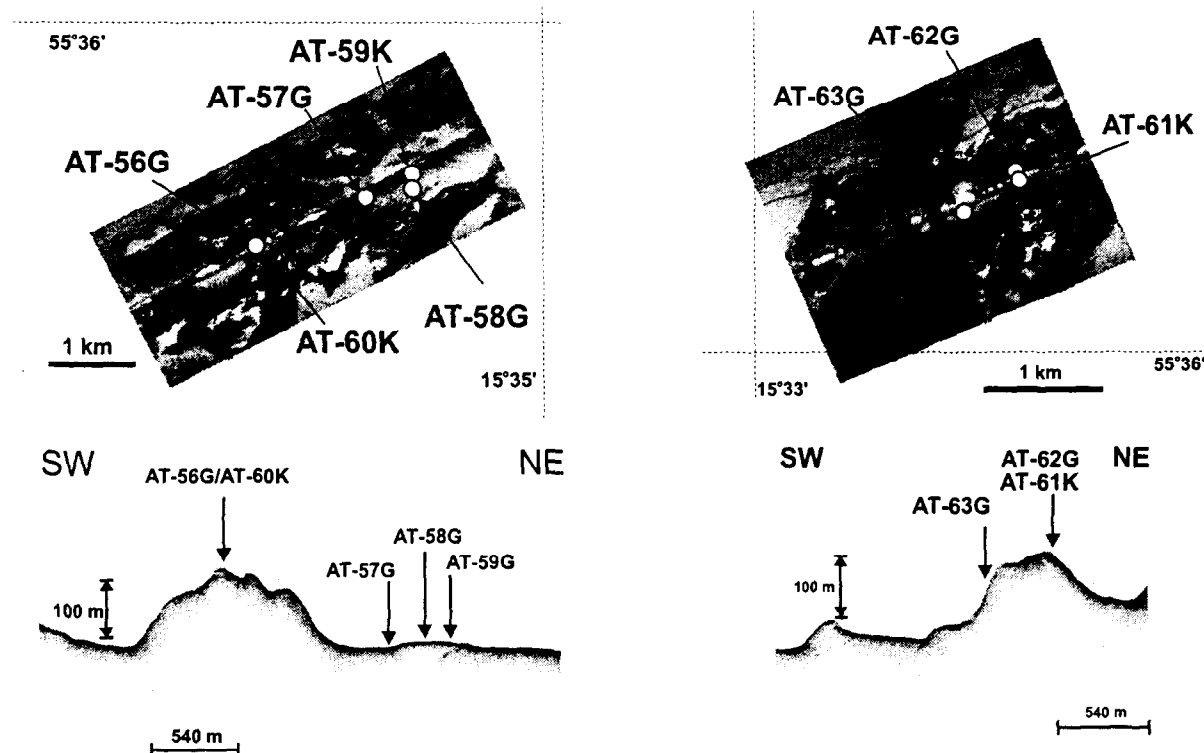 55°36'
AT-59K
AT-57G
AT-56G
AT-60K
AT-58G
1 km
15°35'
AT-62G
AT-63G
AT-61K
15°33'
1 km
55°36'
SW
NE
AT-56G/AT-60K
AT-58G
AT-57G
AT-59G
100 m
540 m
SW
AT-62G
NE
AT-61K
AT-63G
100 m
540 m